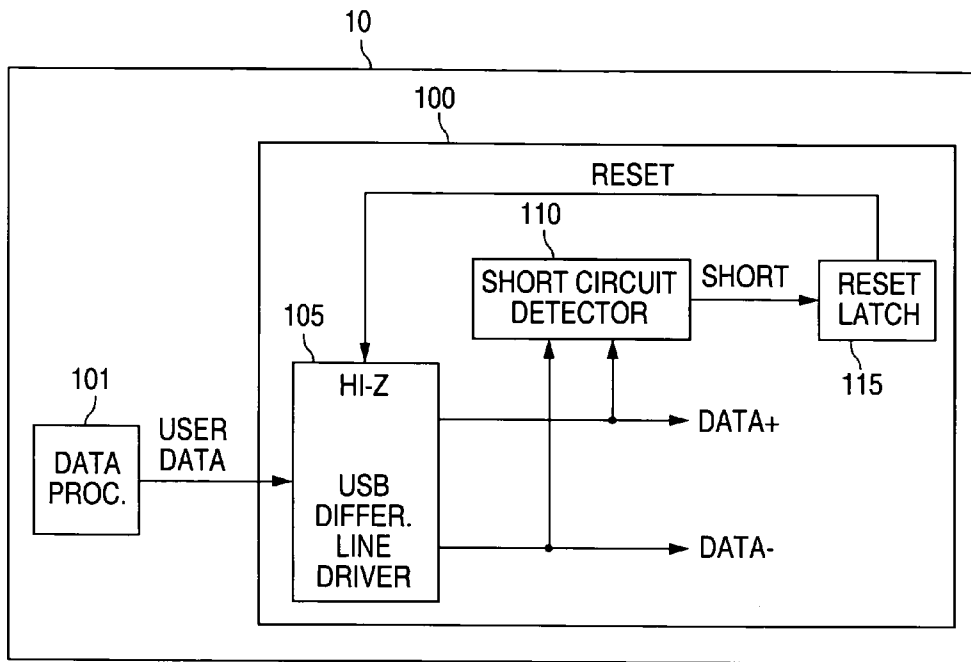 10
100
RESET
110
SHORT CIRCUIT
DETECTOR
SHORT
RESET
LATCH
115
105
HI-Z
101
DATA
PROC.
USER
DATA
USB
DIFFER.
LINE
DRIVER
DATA+
DATA-